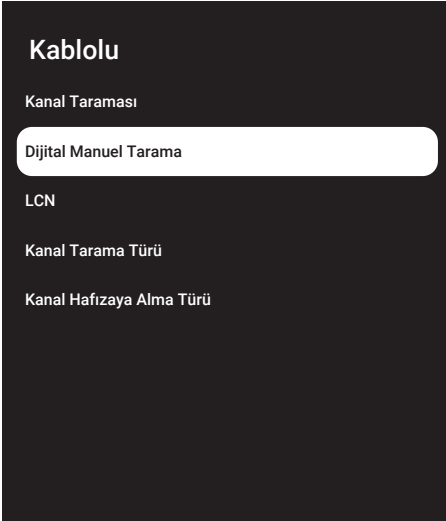 Kablolu
Kanal Taraması
Dijital Manuel Tarama
LCN
Kanal Tarama Türü
Kanal Hafızaya Alma Türü